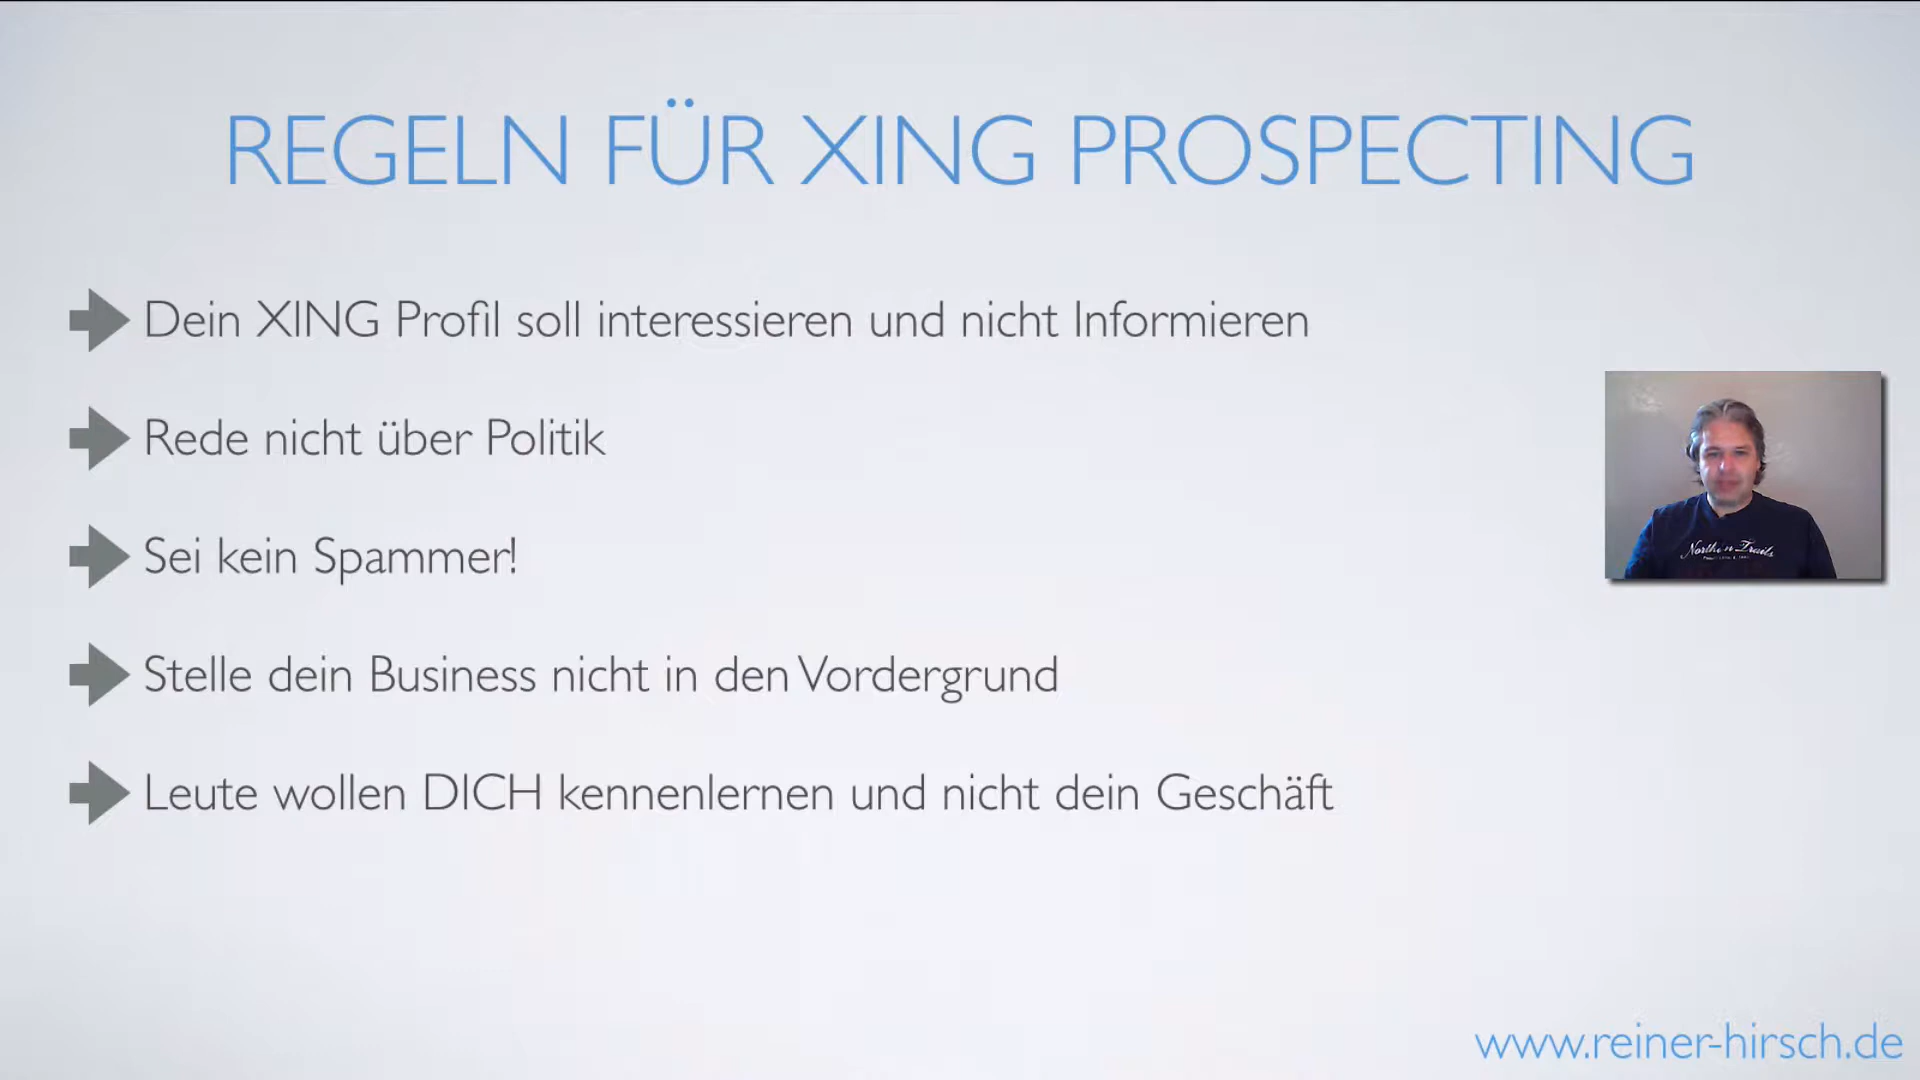 REGELN FÜR XING PROSPECTING
Dein XING Profil soll interessieren und nicht Informieren
Rede nicht über Politik
Sei kein Spammer!
Stelle dein Business nicht in den Vordergrund
Leute wollen DICH kennenlernen und nicht dein Geschäft
Northern Trails
www.reiner-hirsch.de